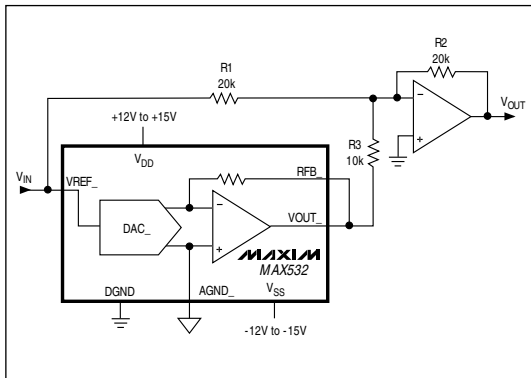 R2
20k
R1
20k
VOUT
+12V to +15V
R3
10k
VDD
VIN
VREF_
RFB_
DAC_
VOUT_
MAXIM
MAX532
DGND
AGND_
VSS
-12V to -15V
−
+
−
+